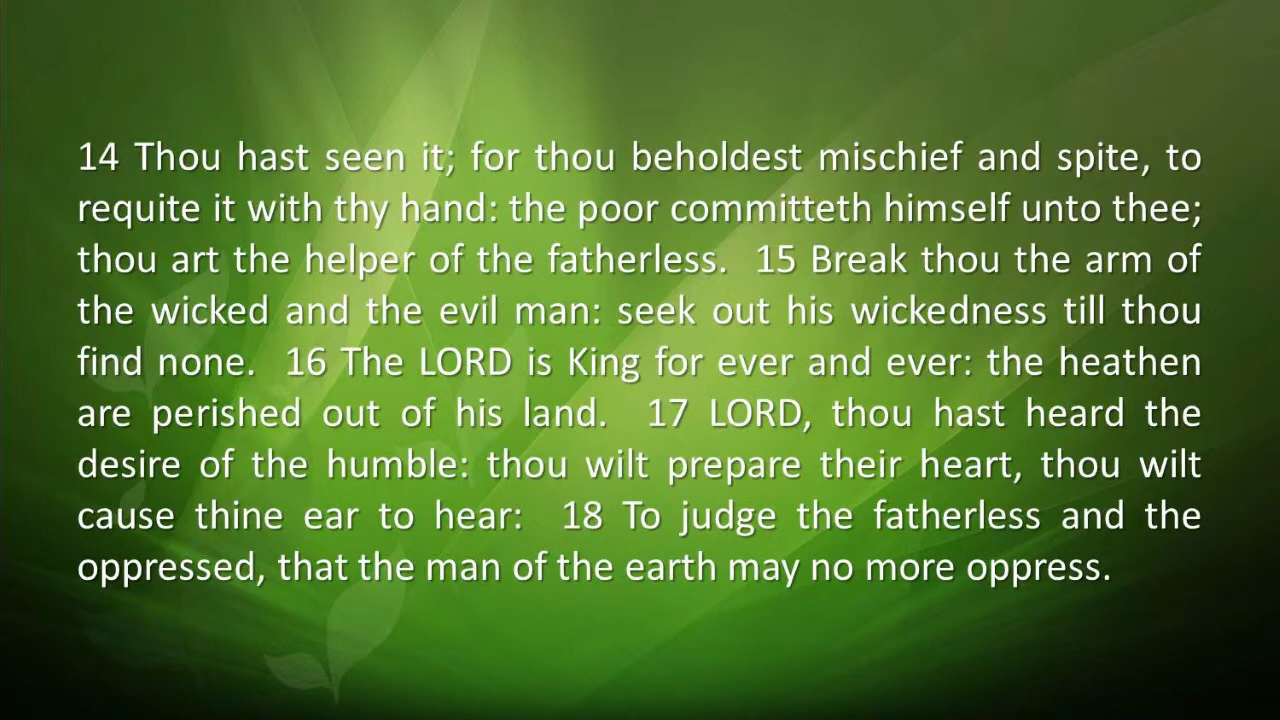 14 Thou hast seen it; for thou beholdest mischief and spite, to
requite it with thy hand: the poor committeth himself unto thee;
thou art the helper of the fatherless.  15 Break thou the arm of
the wicked and the evil man: seek out his wickedness till thou
find none.  16 The LORD is King for ever and ever: the heathen
are perished out of his land.  17 LORD, thou hast heard the
desire of the humble: thou wilt prepare their heart, thou wilt
cause thine ear to hear:  18 To judge the fatherless and the
oppressed, that the man of the earth may no more oppress.